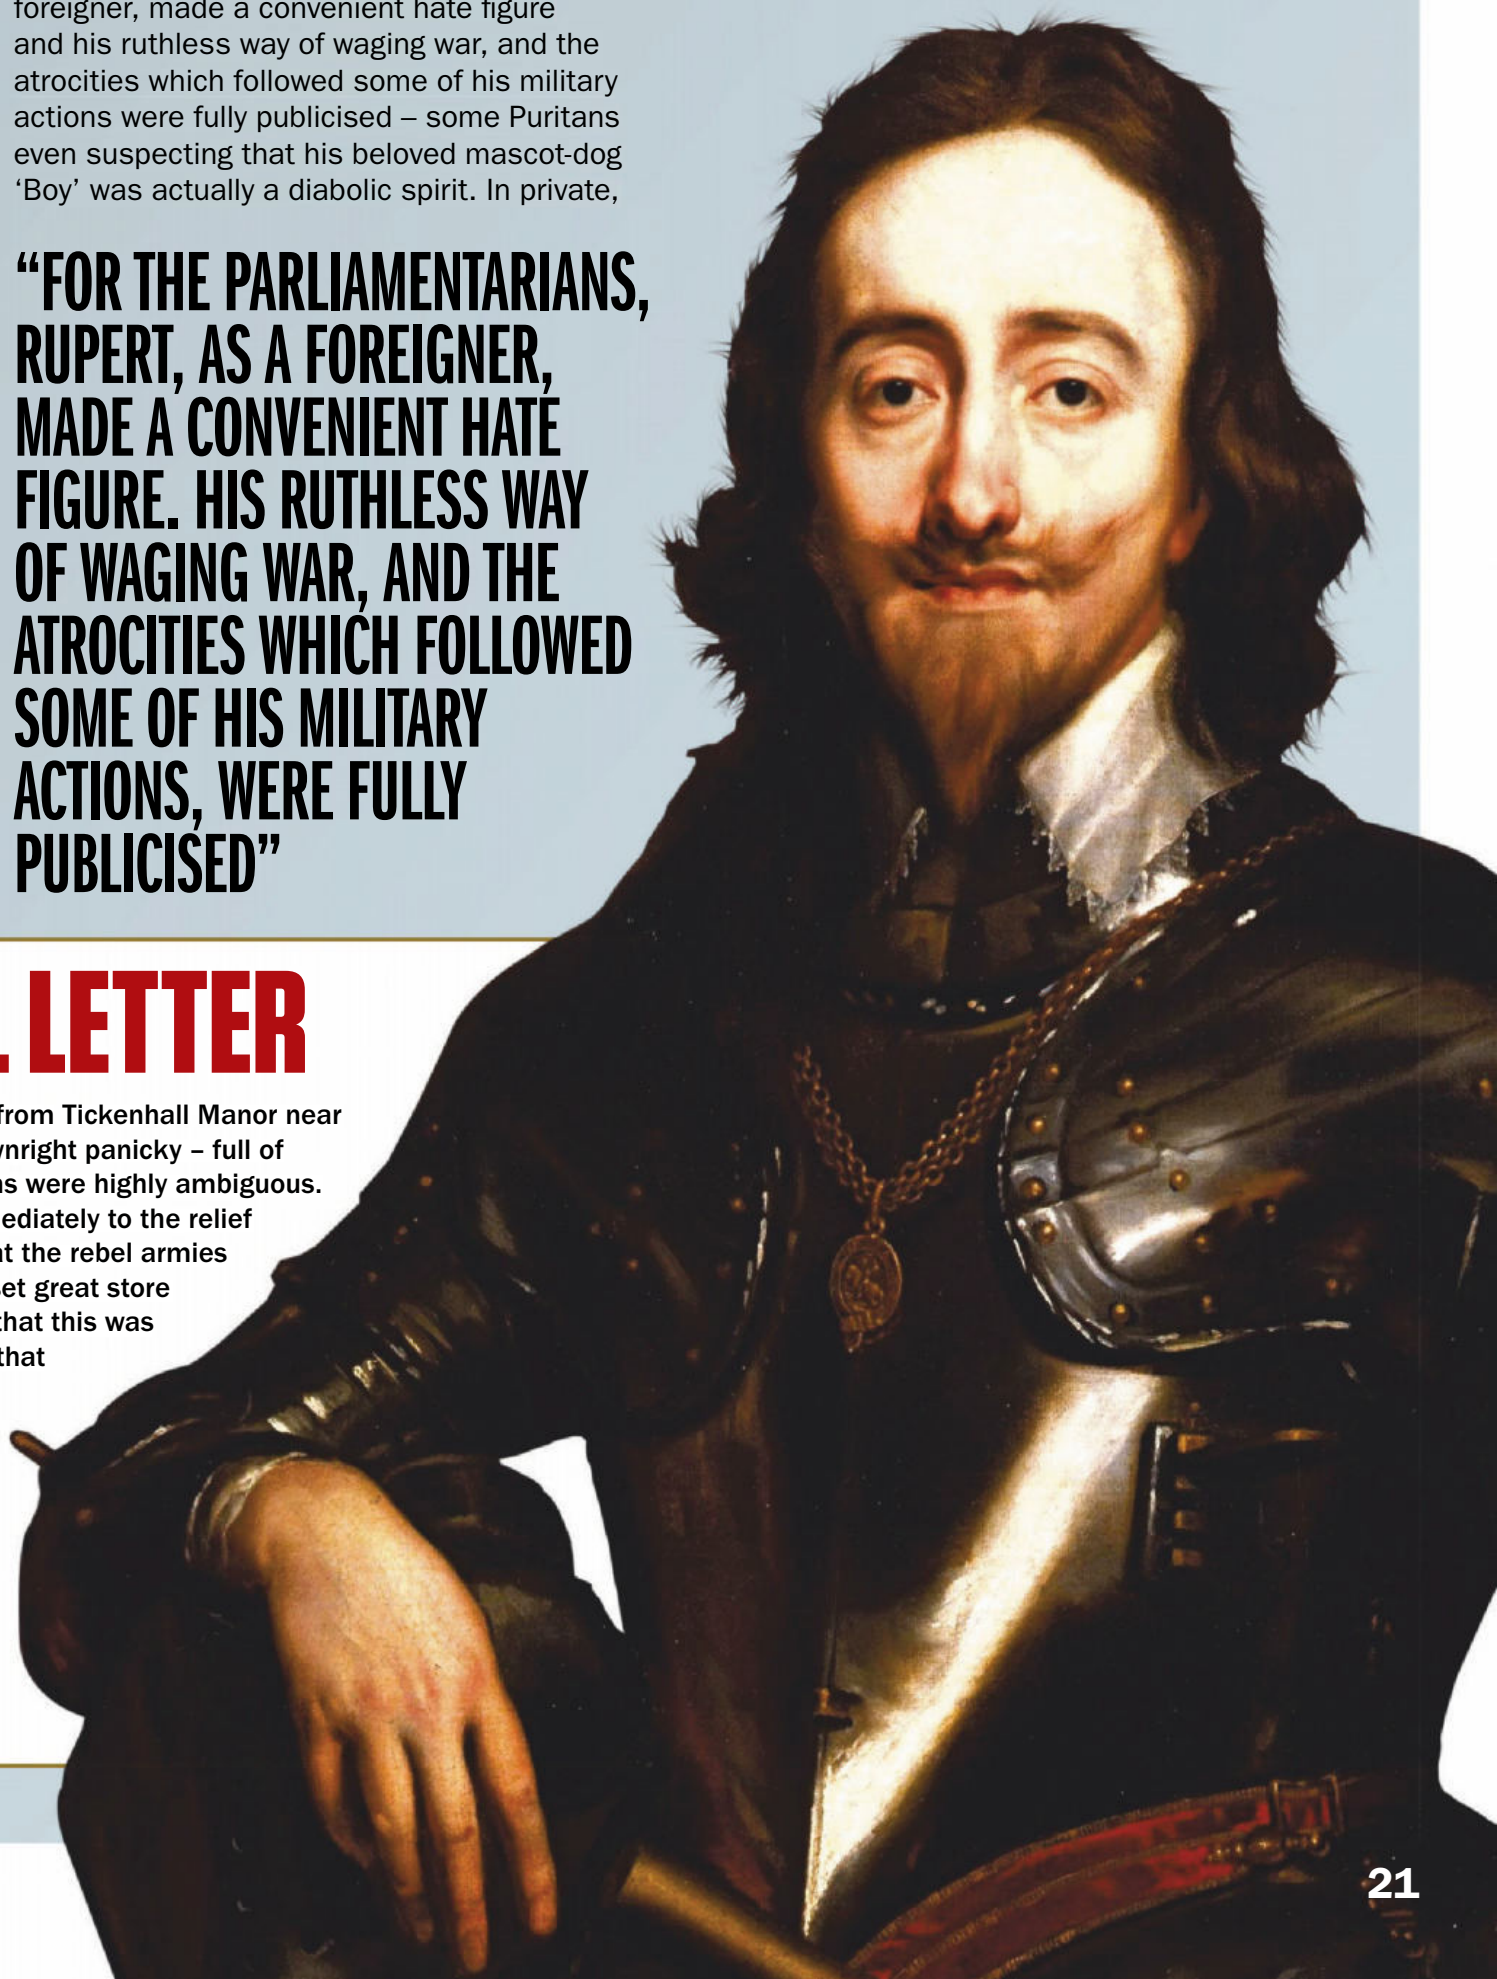 foreigner, made a convenient hate figure
and his ruthless way of waging war, and the
atrocities which followed some of his military
actions were fully publicised – some Puritans
even suspecting that his beloved mascot-dog
‘Boy’ was actually a diabolic spirit. In private,
“FOR THE PARLIAMENTARIANS,
RUPERT, AS A FOREIGNER,
MADE A CONVENIENT HATE
FIGURE. HIS RUTHLESS WAY
OF WAGING WAR, AND THE
ATROCITIES WHICH FOLLOWED
SOME OF HIS MILITARY
ACTIONS, WERE FULLY
PUBLICISED”
LETTER
from Tickenhall Manor near
panicky – full of
were highly ambiguous.
to the relief
the rebel armies
great store
that this was
that
21